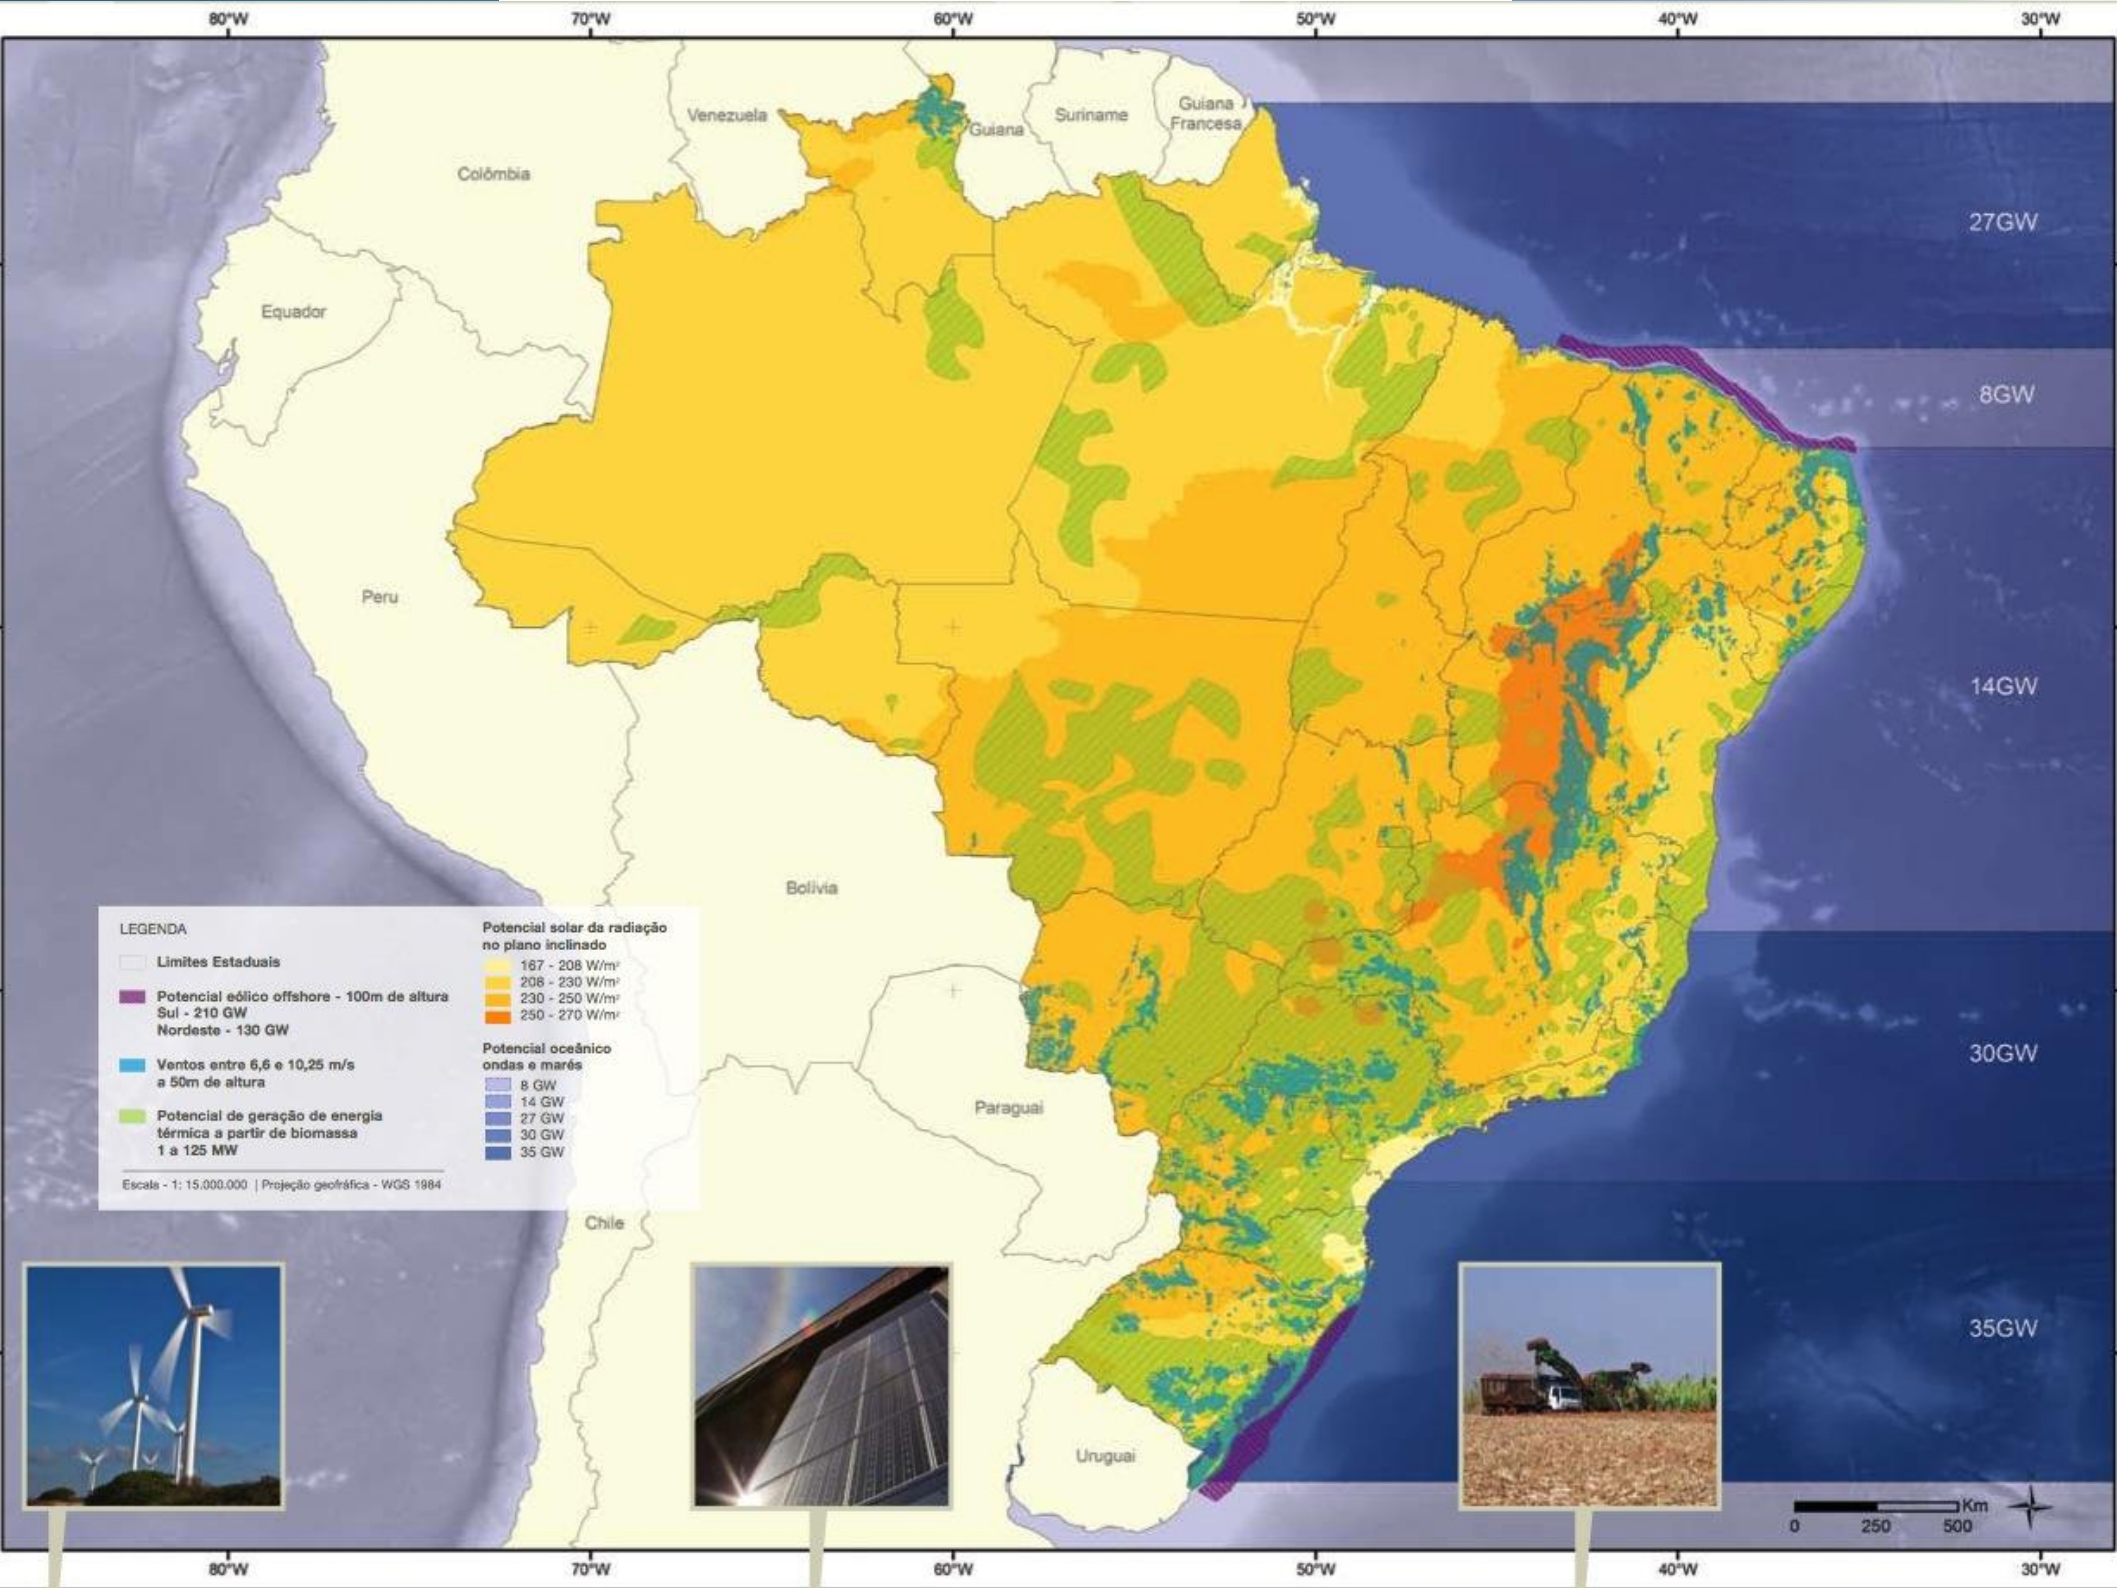 80°W 70°W 60°W 50°W 40°W 30°W
Venezuela
Guiana
Suriname
Guiana
Francesa
Colômbia
27GW
Equador
8GW
Peru
14GW
Bolívia
LEGENDA
Limites Estaduais
Potencial eólico offshore - 100m de altura
Sul - 210 GW
Nordeste - 130 GW
Ventos entre 6,6 e 10,25 m/s
a 50m de altura
Potencial de geração de energia
térmica a partir de biomassa
1 a 125 MW
Escala - 1: 15.000.000 | Projeção geofráfica - WGS 1984
Potencial solar da radiação
no plano inclinado
167 - 208 W/m²
208 - 230 W/m²
230 - 250 W/m²
250 - 270 W/m²
Potencial oceânico
ondas e marés
8 GW
14 GW
27 GW
30 GW
35 GW
30GW
Paraguai
Chile
35GW
Uruguai
Km
0 250 500
80°W 70°W 60°W 50°W 40°W 30°W